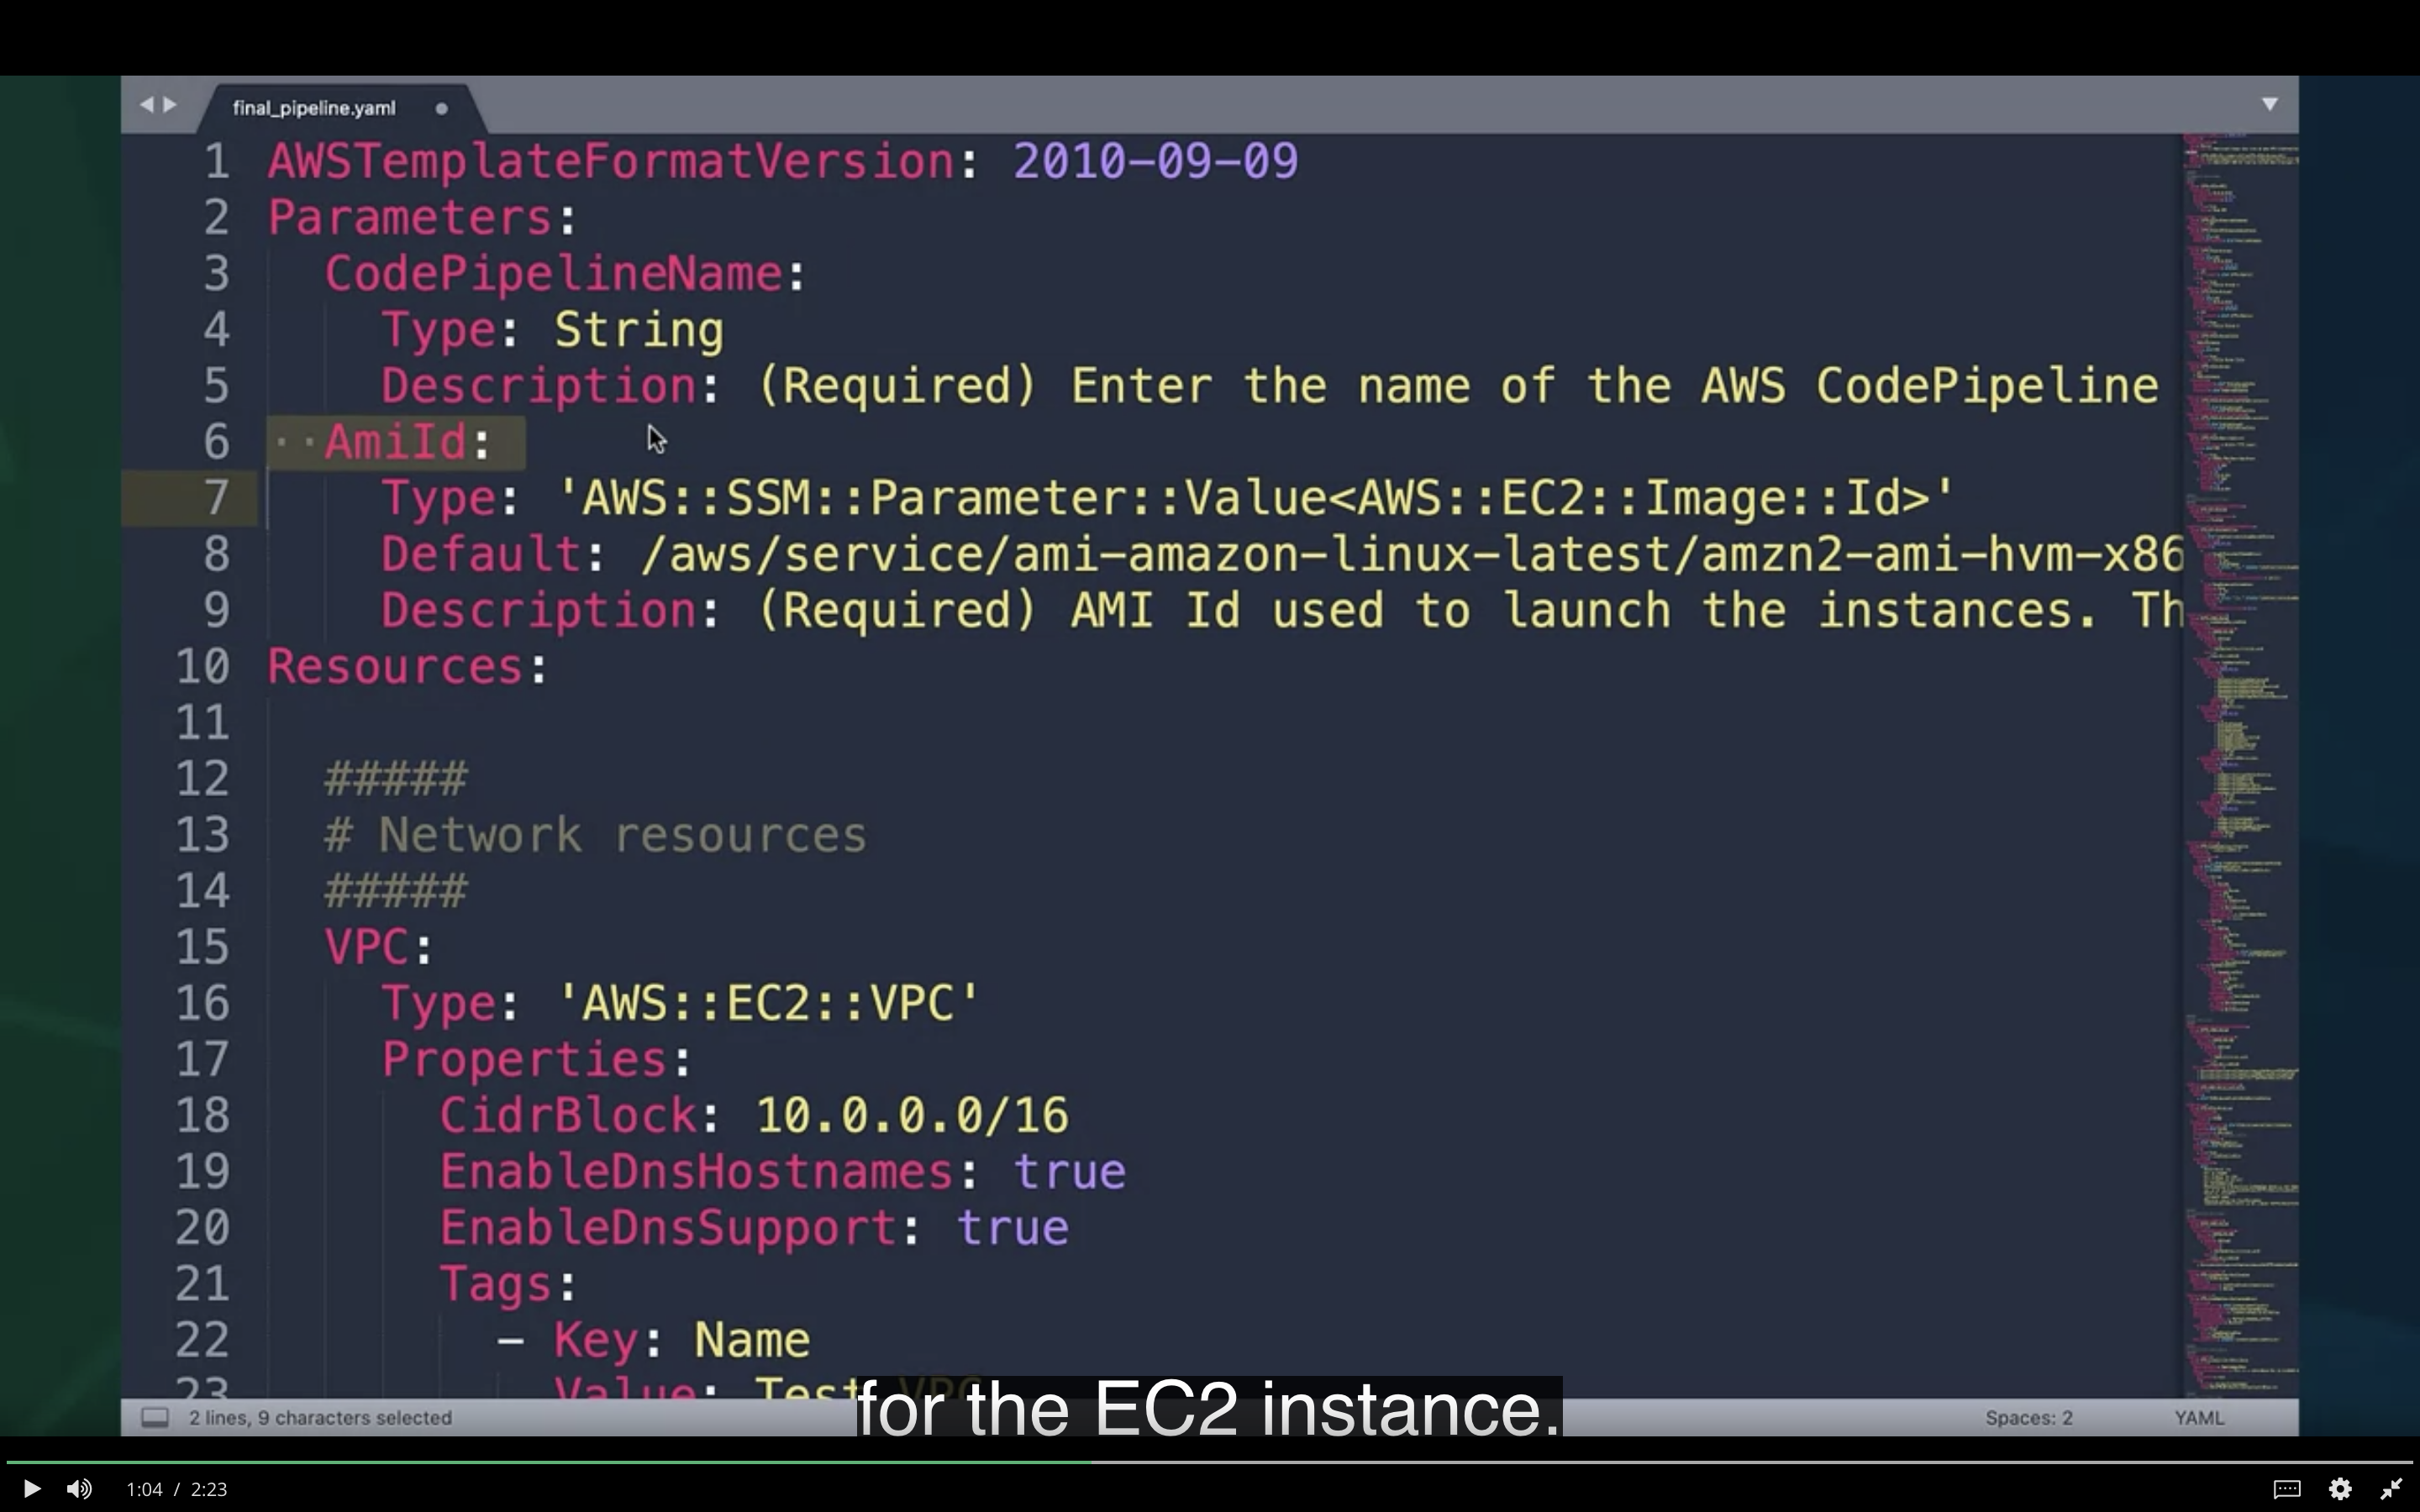 final_pipeline.yaml
1 AWSTemplateFormatVersion: 2010-09-09
2 Parameters:
3 CodePipelineName:
4 Type: String
5 Description: (Required) Enter the name of the AWS CodePipeline
6 AmiId:
7 Type: 'AWS::SSM::Parameter::Value<AWS::EC2::Image::Id>'
8 Default: /aws/service/ami-amazon-linux-latest/amzn2-ami-hvm-x86
9 Description: (Required) AMI Id used to launch the instances. Th
10 Resources:
11
12 #####
13 # Network resources
14 #####
15 VPC:
16 Type: 'AWS::EC2::VPC'
17 Properties:
18 CidrBlock: 10.0.0.0/16
19 EnableDnsHostnames: true
20 EnableDnsSupport: true
21 Tags:
22 - Key: Name
23 Value: Test VPC
for the EC2 instance.
2 lines, 9 characters selected
Spaces: 2
YAML
1:04 / 2:23